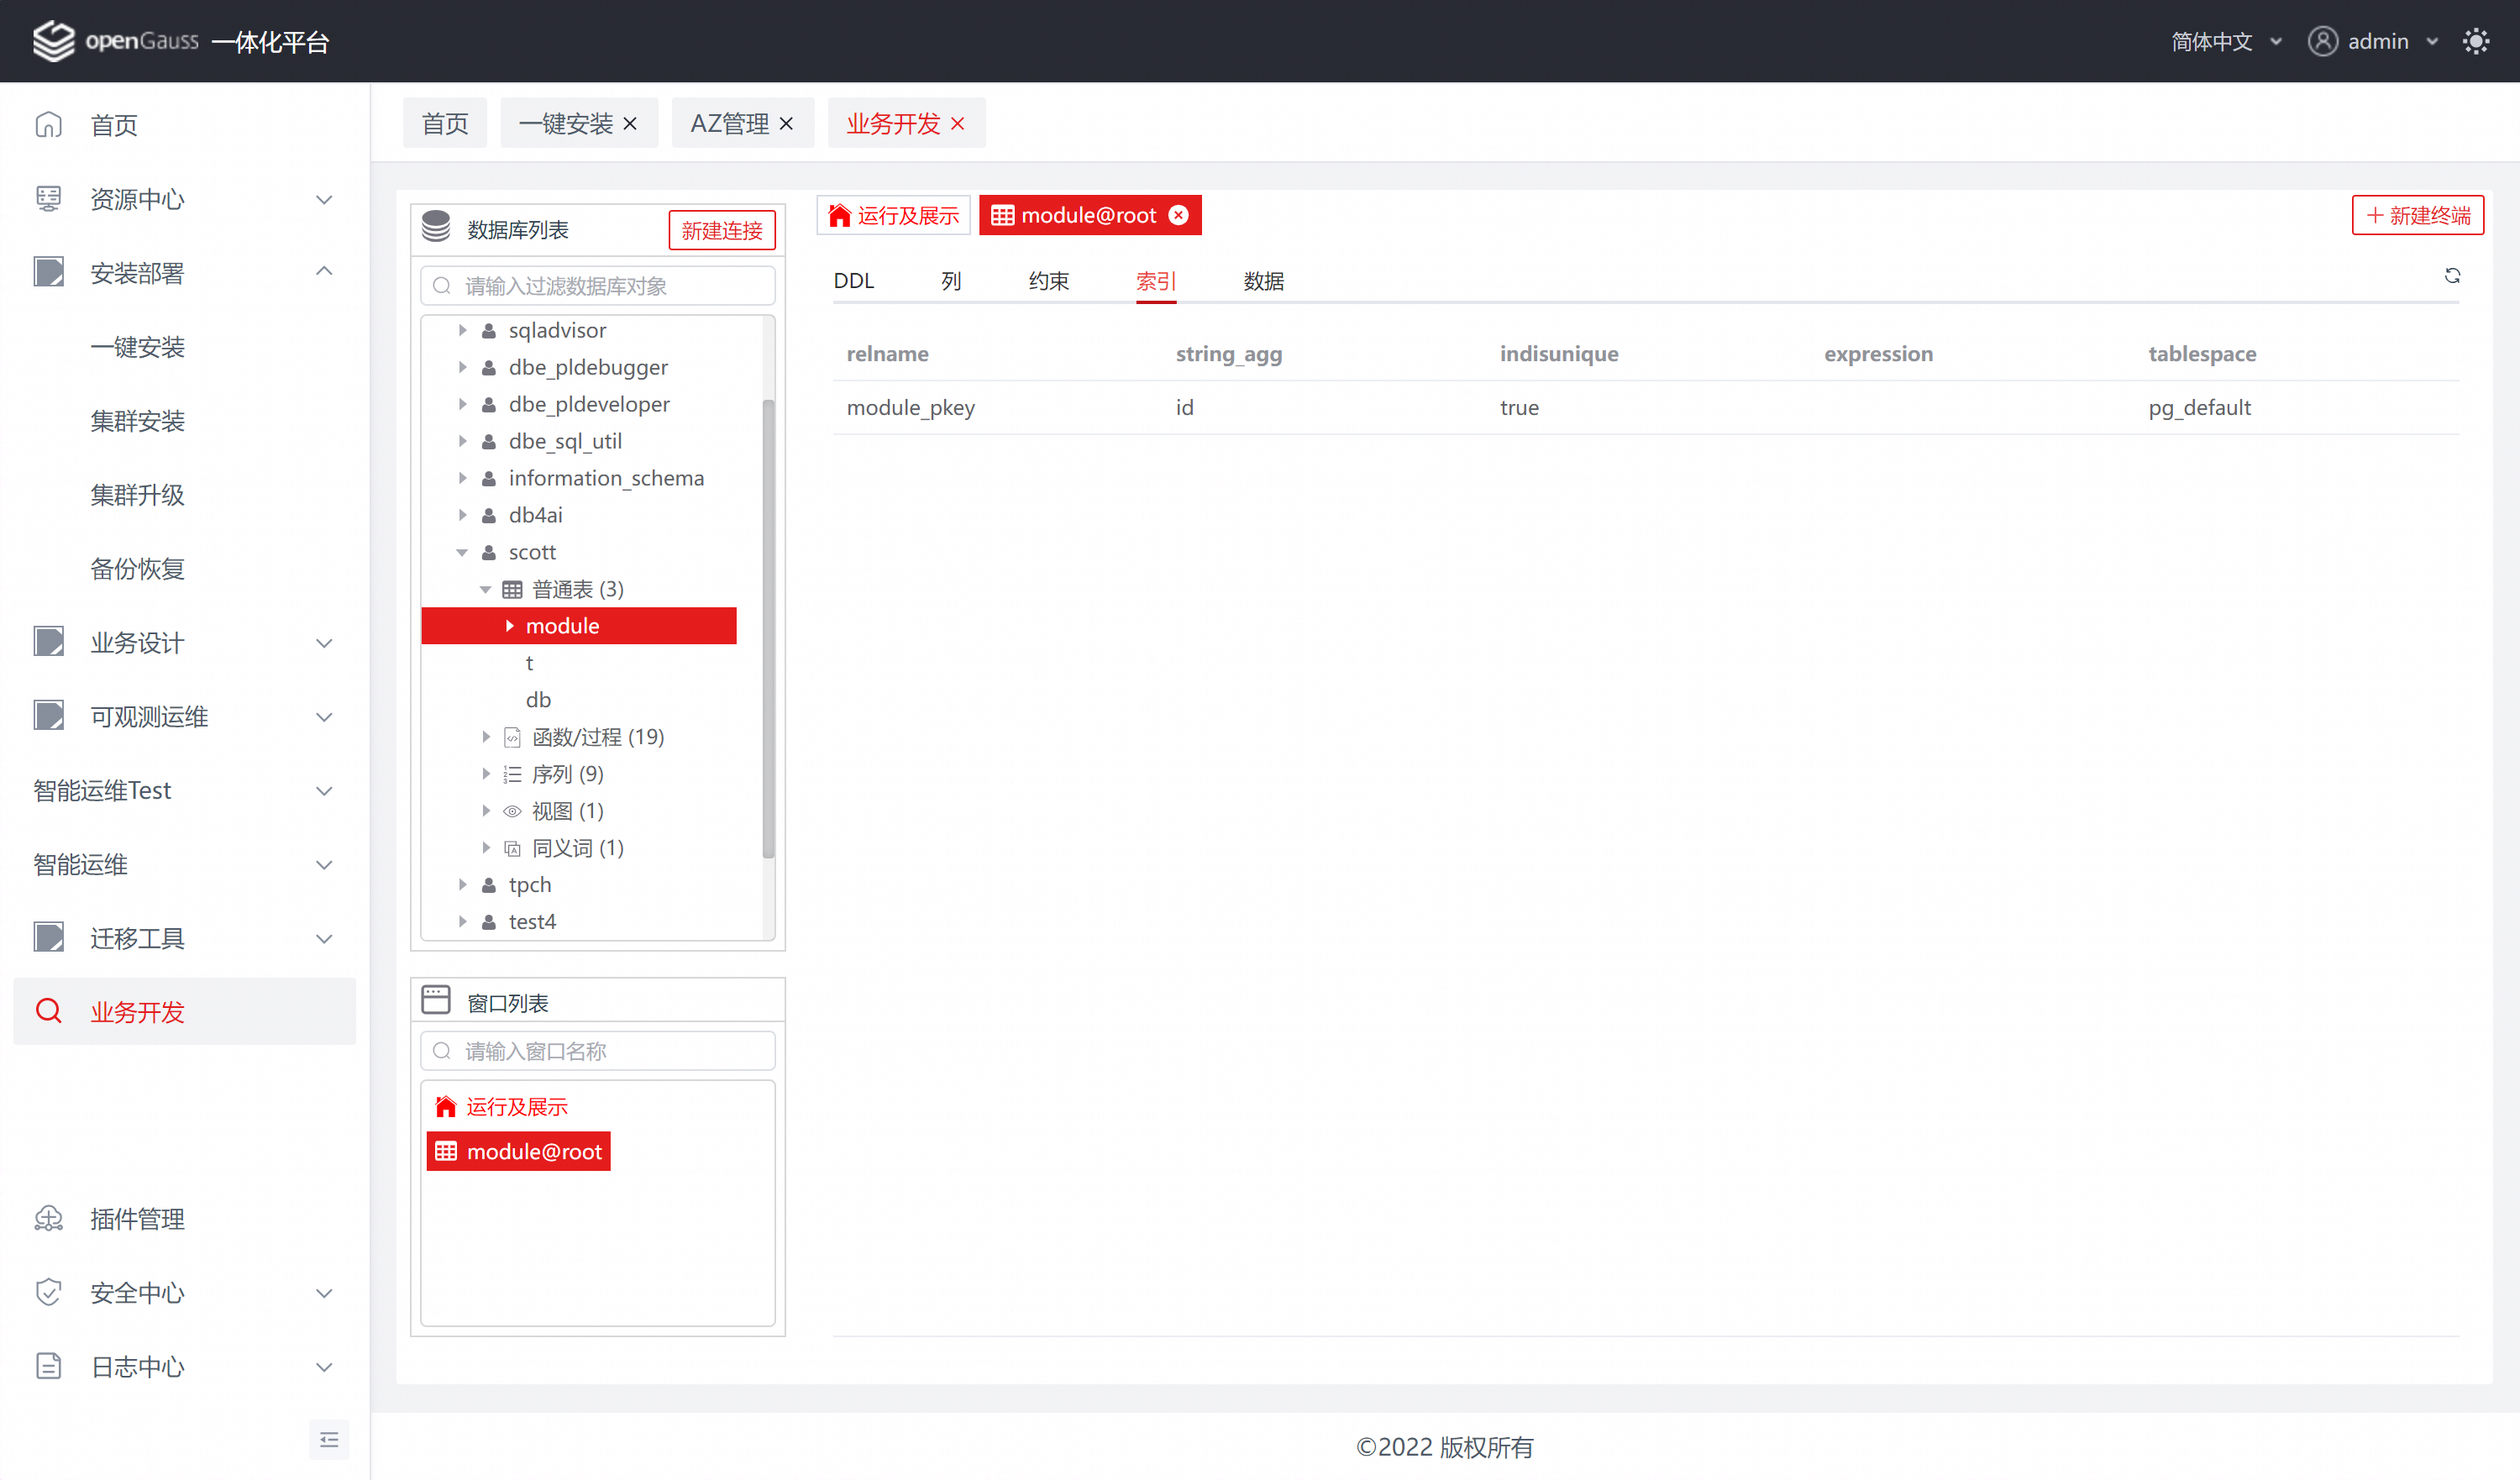 openGauss 一体化平台
简体中文
admin
首页
资源中心
安装部署
一键安装
集群安装
集群升级
备份恢复
业务设计
可观测运维
智能运维Test
智能运维
迁移工具
业务开发
插件管理
安全中心
日志中心
首页
一键安装
AZ管理
业务开发
数据库列表
新建连接
请输入过滤数据库对象
sqladvisor
dbe_pldebugger
dbe_pldeveloper
dbe_sql_util
information_schema
db4ai
scott
普通表 (3)
module
t
db
函数/过程 (19)
序列 (9)
视图 (1)
同义词 (1)
tpch
test4
窗口列表
请输入窗口名称
运行及展示
module@root
运行及展示
module@root
新建终端
DDL 列 约束 索引 数据
relname string_agg indisunique expression tablespace
module_pkey id true pg_default
©2022 版权所有